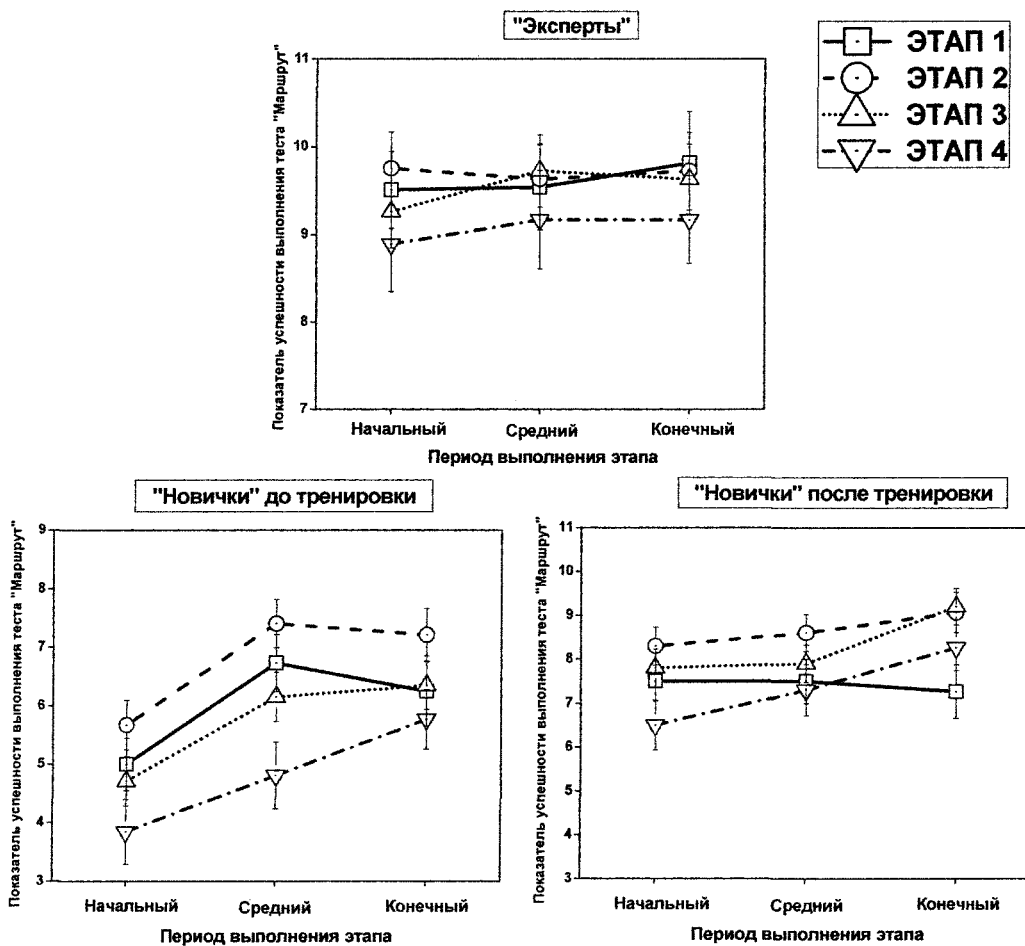 "Эксперты"
ЭТАП 1
ЭТАП 2
ЭТАП 3
ЭТАП 4
Показатель успешности выполнения теста "Маршрут"
11
10
9
8
7
Начальный
Средний
Конечный
Период выполнения этапа
"Новички" до тренировки
Показатель успешности выполнения теста "Маршрут"
9
8
7
6
5
4
3
Начальный
Средний
Конечный
Период выполнения этапа
"Новички" после тренировки
Показатель успешности выполнения теста "Маршрут"
11
10
9
8
7
6
5
4
3
Начальный
Средний
Конечный
Период выполнения этапа